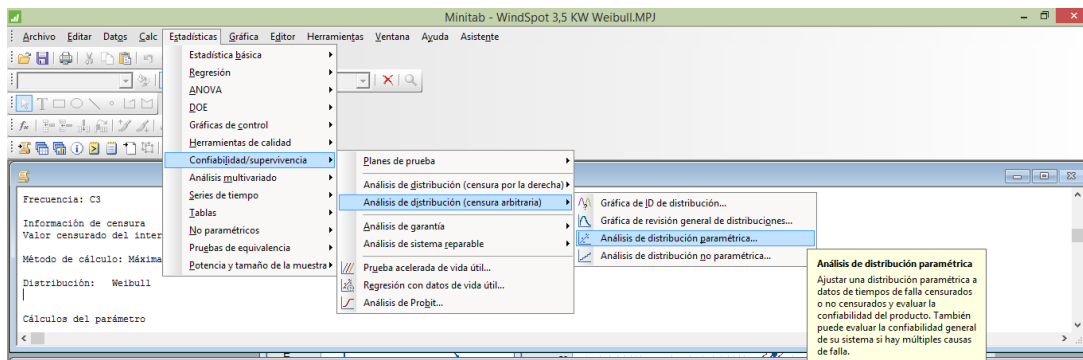 Minitab - WindSpot 3,5 KW Weibull.MPJ
Archivo Editar Datos Calc Estadísticas Gráfica Editor Herramientas Ventana Ayuda Asistente
Estadística básica
Regresión
ANOVA
DOE
Gráficas de control
Herramientas de calidad
Confiabilidad/supervivencia
Análisis multivariado
Series de tiempo
Tablas
No paramétricos
Pruebas de equivalencia
Potencia y tamaño de la muestra
Planes de prueba
Análisis de distribución (censura por la derecha)
Análisis de distribución (censura arbitraria)
Análisis de garantía
Análisis de sistema reparable
Prueba acelerada de vida útil...
Regresión con datos de vida útil...
Análisis de Probit...
Gráfica de ID de distribución...
Gráfica de revisión general de distribuciones...
Análisis de distribución paramétrica...
Análisis de distribución no paramétrica...
Análisis de distribución paramétrica
Ajustar una distribución paramétrica a
datos de tiempos de falla censurados
o no censurados y evaluar la
confiabilidad del producto. También
puede evaluar la confiabilidad general
de su sistema si hay múltiples causas
de falla.
Frecuencia: C3
Información de censura
Valor censurado del inter
Método de cálculo: Máxima
Distribución: Weibull
Cálculos del parámetro